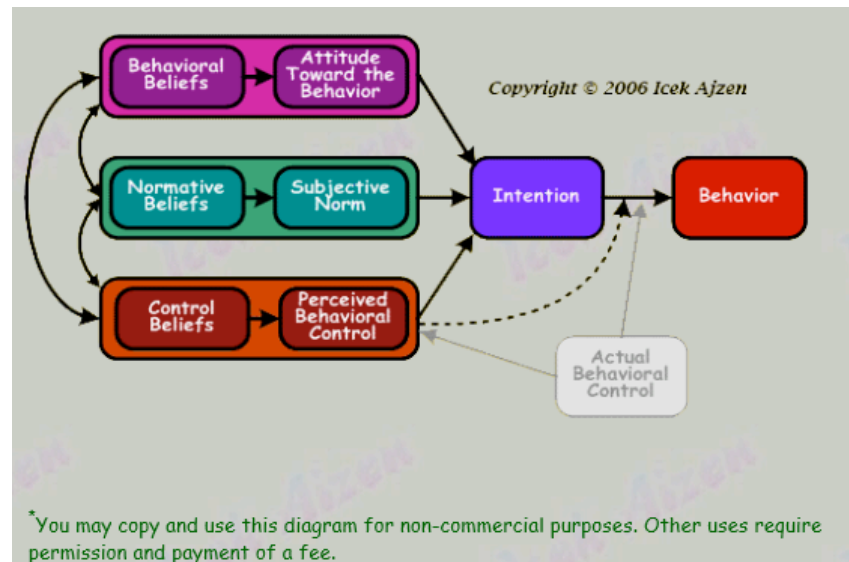 Behavioral
Beliefs
Attitude
Toward the
Behavior
Copyright © 2006 Icek Ajzen
Normative
Beliefs
Subjective
Norm
Intention
Behavior
Control
Beliefs
Perceived
Behavioral
Control
Actual
Behavioral
Control
*You may copy and use this diagram for non-commercial purposes. Other uses require
permission and payment of a fee.